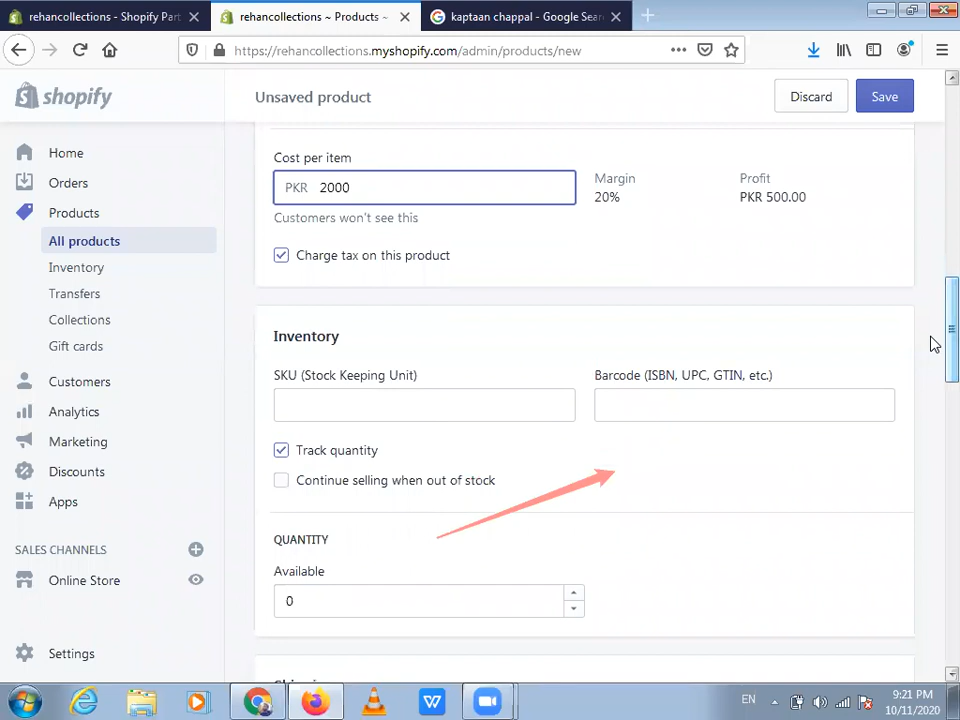 rehancollections - Shopify Part
rehancollections ~ Products ~
kaptaan chappal - Google Sear
https://rehancollections.myshopify.com/admin/products/new
shopify
Unsaved product
Discard
Save
Home
Orders
Products
All products
Inventory
Transfers
Collections
Gift cards
Customers
Analytics
Marketing
Discounts
Apps
SALES CHANNELS
Online Store
Settings
Cost per item
PKR 2000
Margin
20%
Profit
PKR 500.00
Customers won't see this
Charge tax on this product
Inventory
SKU (Stock Keeping Unit)
Barcode (ISBN, UPC, GTIN, etc.)
Track quantity
Continue selling when out of stock
QUANTITY
Available
0
EN
9:21 PM
10/11/2020